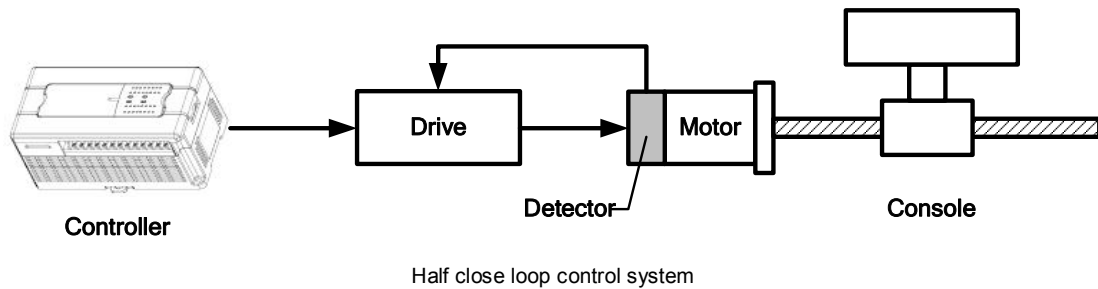 Drive
Motor
Detector
Controller
Console
Half close loop control system